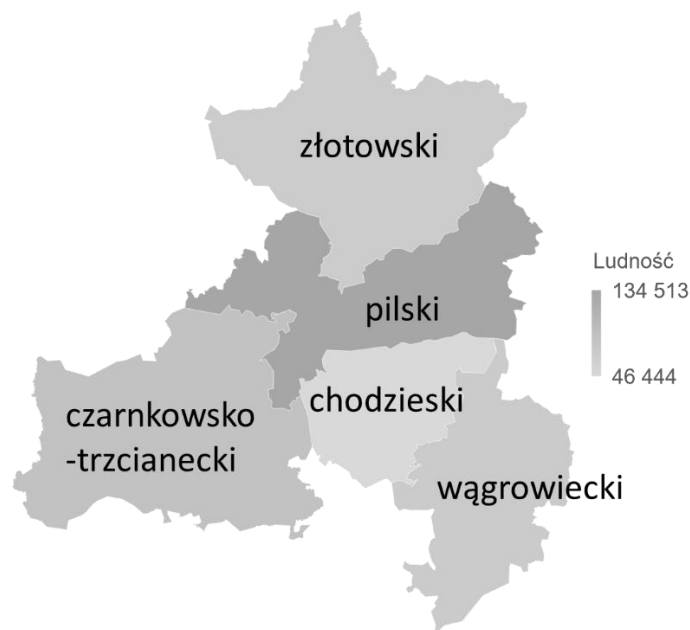 złotowski
Ludność
134 513
pilski
46 444
chodzieski
czarnkowsko
-trzcianecki
wągrowiecki